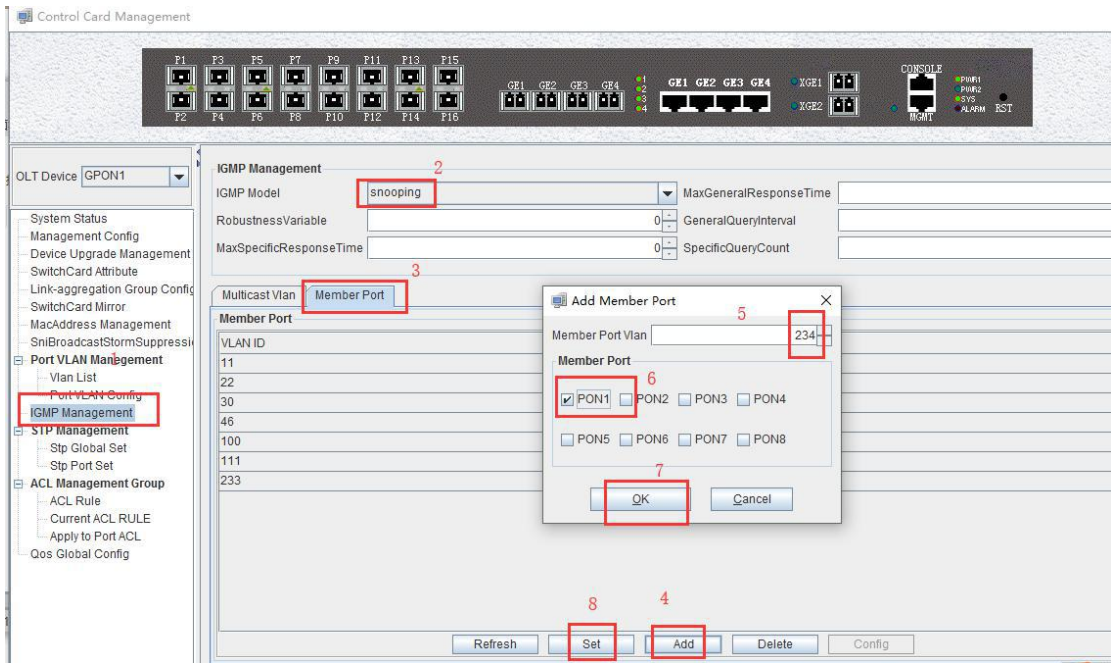 Control Card Management
P1 P3 P5 P7 P9 P11 P13 P15
P2 P4 P6 P8 P10 P12 P14 P16
GE1 GE2 GE3 GE4
1
2
3
4
GE1 GE2 GE3 GE4
XGE1
XGE2
CONSOLE
MGMT
PWR1
PWR2
SYS
ALARM
RST
OLT Device GPON1
System Status
Management Config
Device Upgrade Management
SwitchCard Attribute
Link-aggregation Group Config
SwitchCard Mirror
MacAddress Management
SniBroadcastStormSuppressi
1
Port VLAN Management
Vlan List
Port VLAN Config
IGMP Management
STP Management
Stp Global Set
Stp Port Set
ACL Management Group
ACL Rule
Current ACL RULE
Apply to Port ACL
Qos Global Config
IGMP Management
2
IGMP Model snooping MaxGeneralResponseTime
RobustnessVariable 0 GeneralQueryInterval
MaxSpecificResponseTime 0 SpecificQueryCount
3
Multicast Vlan Member Port
Member Port
VLAN ID
11
22
30
46
100
111
233
Add Member Port
5
Member Port Vlan 234
Member Port
6
PON1 PON2 PON3 PON4
PON5 PON6 PON7 PON8
7
OK Cancel
8 4
Refresh Set Add Delete Config